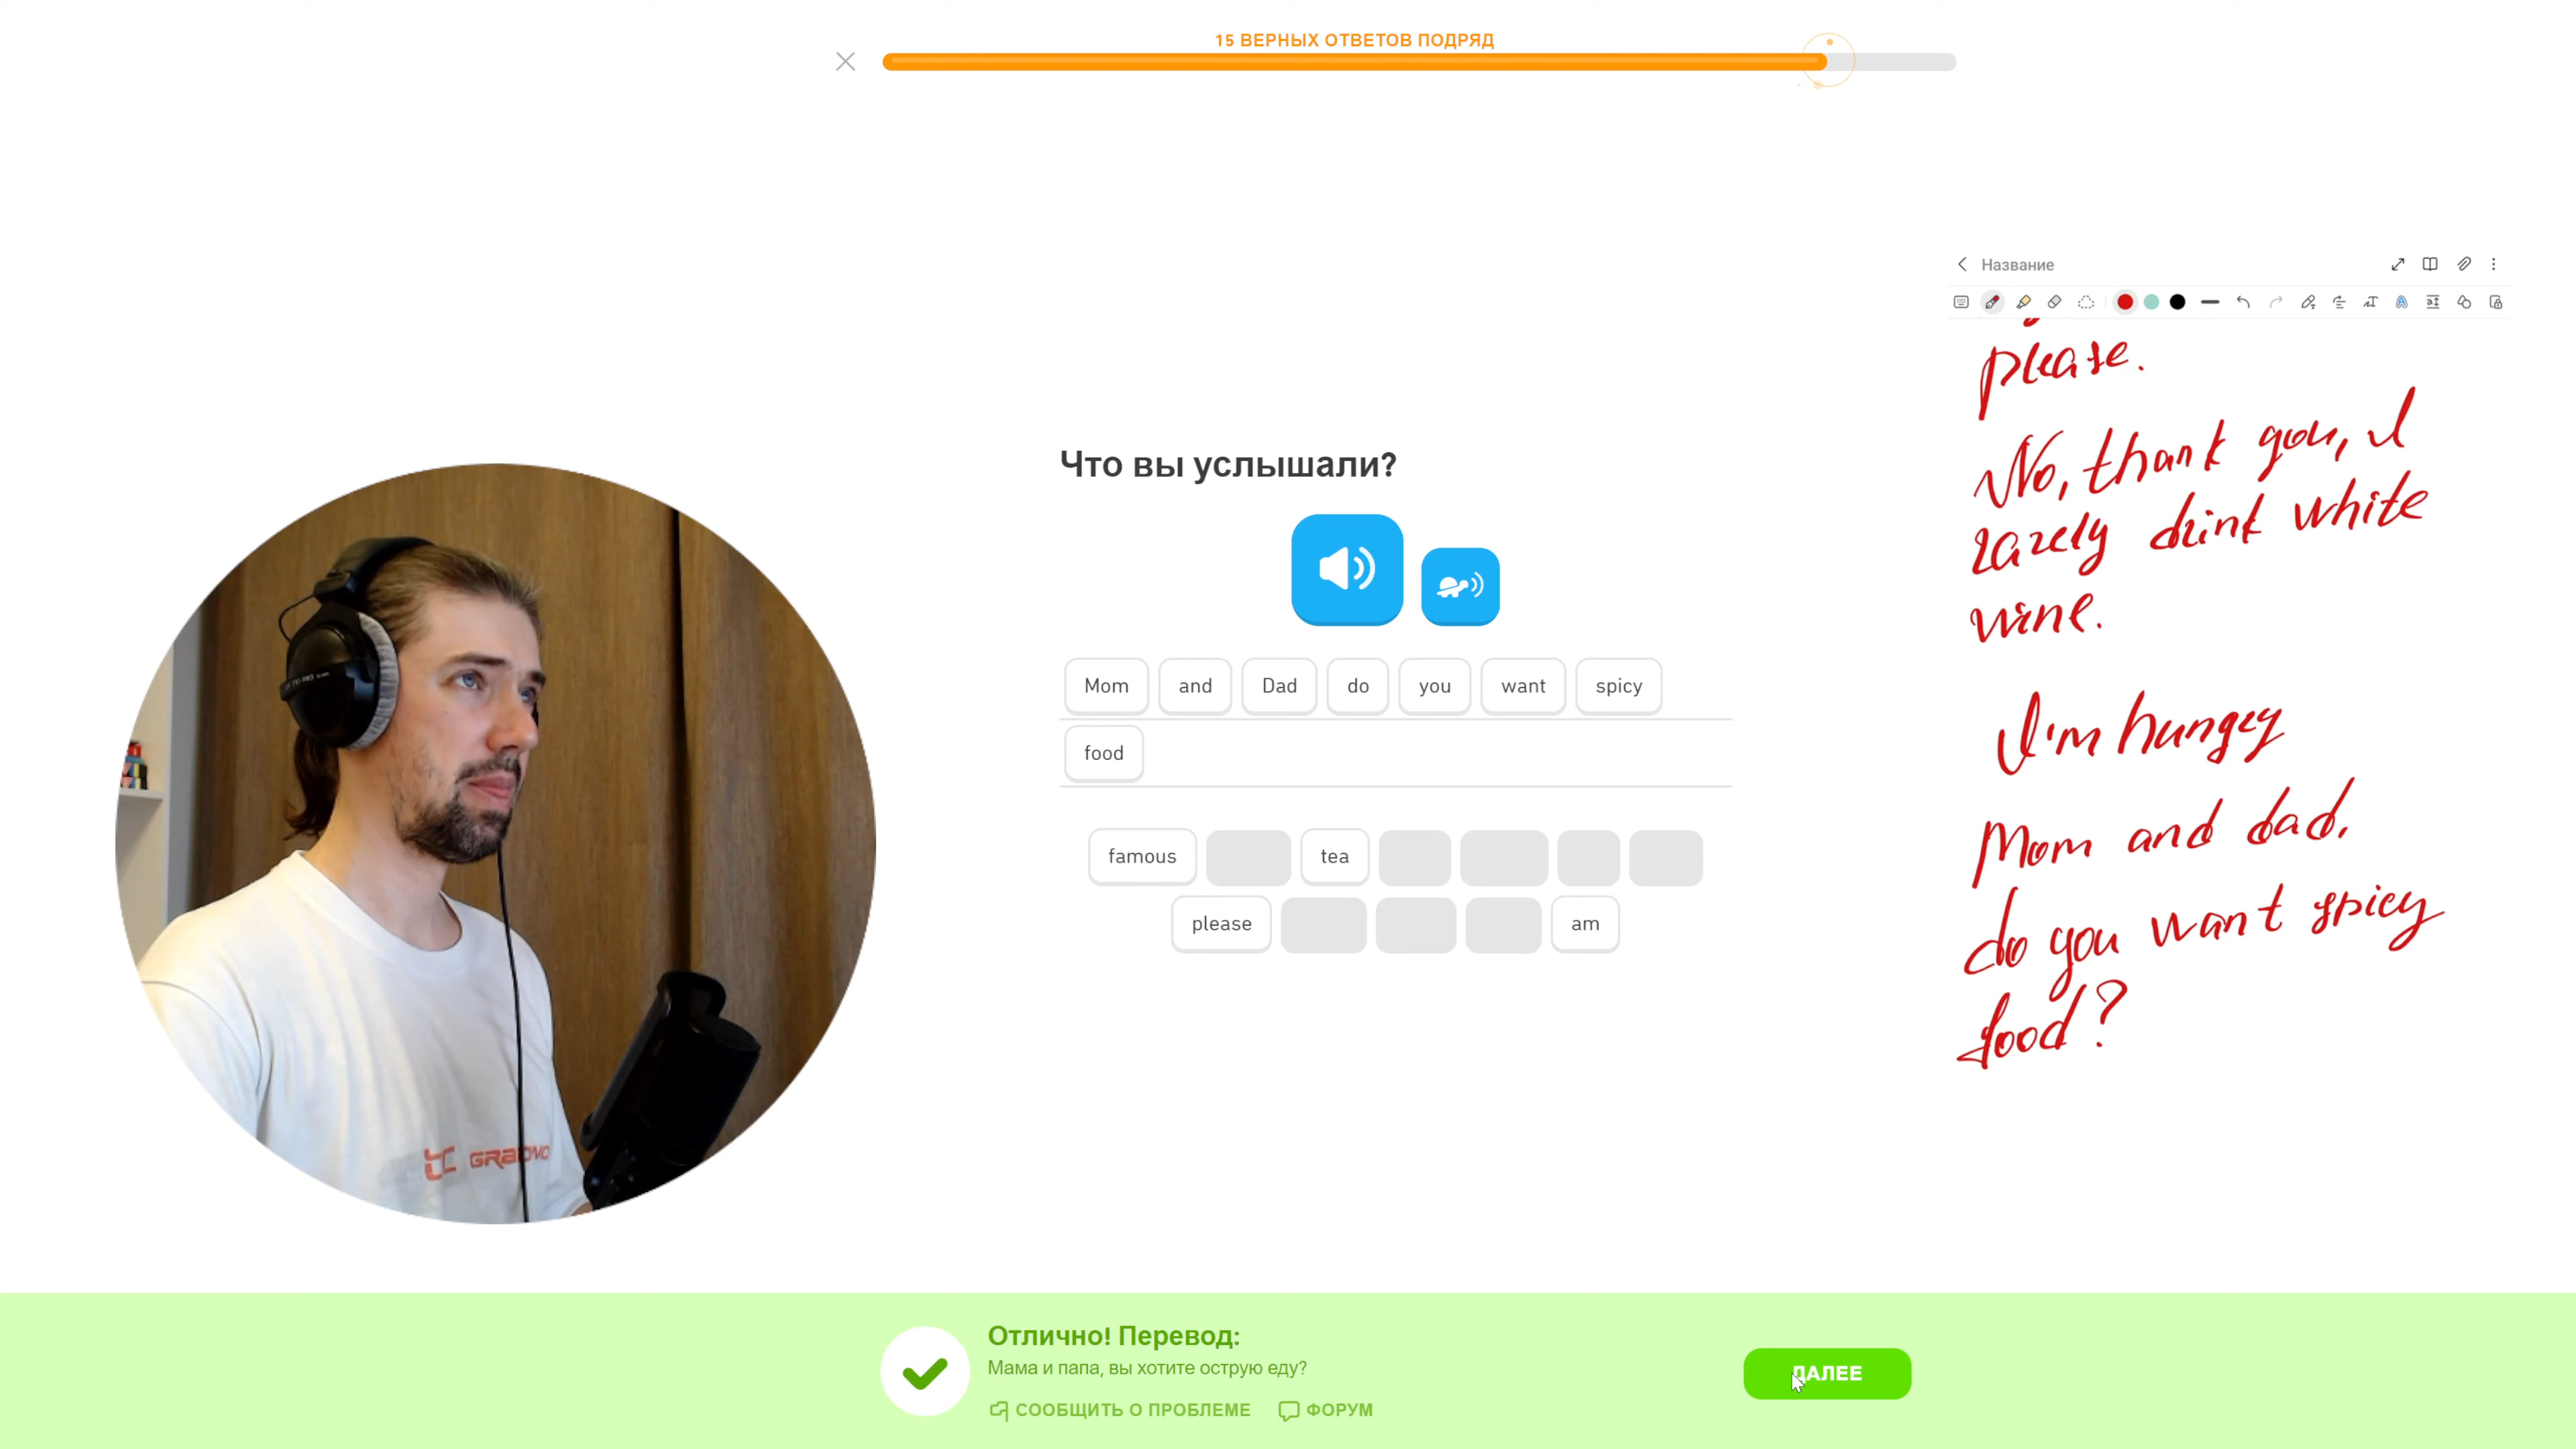 15 ВЕРНЫХ ОТВЕТОВ ПОДРЯД
Название
please.
No, thank you, I
rarely drink white
wine.
I'm hungry
Mom and dad,
do you want spicy
food?
Что вы услышали?
Mom and Dad do you want spicy
food
famous tea
please am
Отлично! Перевод:
Мама и папа, вы хотите острую еду?
СООБЩИТЬ О ПРОБЛЕМЕ ФОРУМ
ДАЛЕЕ